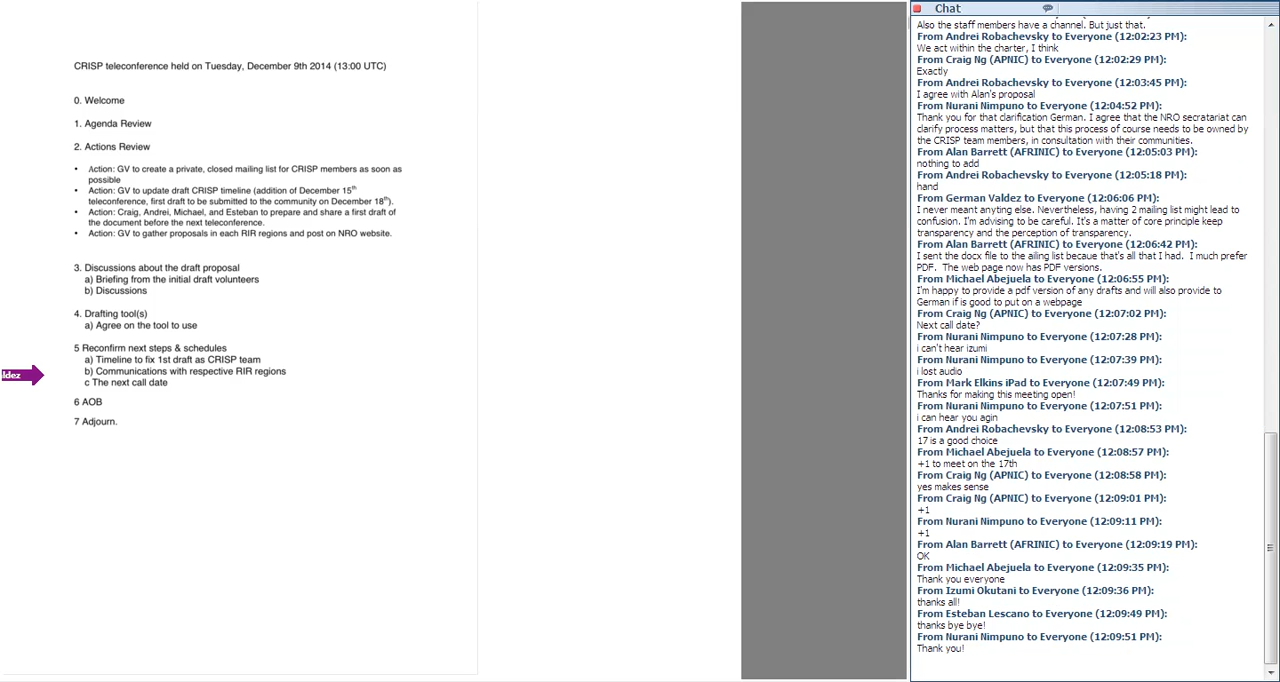 CRISP teleconference held on Tuesday, December 9th 2014 (13:00 UTC)
0. Welcome
1. Agenda Review
2. Actions Review
• Action: GV to create a private, closed mailing list for CRISP members as soon as
possible
• Action: GV to update draft CRISP timeline (addition of December 15th
teleconference, first draft to be submitted to the community on December 18th).
• Action: Craig, Andrei, Michael, and Esteban to prepare and share a first draft of
the document before the next teleconference.
• Action: GV to gather proposals in each RIR regions and post on NRO website.
3. Discussions about the draft proposal
a) Briefing from the initial draft volunteers
b) Discussions
4. Drafting tool(s)
a) Agree on the tool to use
5 Reconfirm next steps & schedules
a) Timeline to fix 1st draft as CRISP team
b) Communications with respective RIR regions
c The next call date
6 AOB
7 Adjourn.
ldez
Chat
Also the staff members have a channel. But just that.
From Andrei Robachevsky to Everyone (12:02:23 PM):
We act within the charter, I think
From Craig Ng (APNIC) to Everyone (12:02:29 PM):
Exactly
From Andrei Robachevsky to Everyone (12:03:45 PM):
I agree with Alan's proposal
From Nurani Nimpuno to Everyone (12:04:52 PM):
Thank you for that clarification German. I agree that the NRO secratariat can
clarify process matters, but that this process of course needs to be owned by
the CRISP team members, in consultation with their communities.
From Alan Barrett (AFRINIC) to Everyone (12:05:03 PM):
nothing to add
From Andrei Robachevsky to Everyone (12:05:18 PM):
hand
From German Valdez to Everyone (12:06:06 PM):
I never meant anyting else. Nevertheless, having 2 mailing list might lead to
confusion. I'm advising to be careful. It's a matter of core principle keep
transparency and the perception of transparency.
From Alan Barrett (AFRINIC) to Everyone (12:06:42 PM):
I sent the docx file to the ailing list becaue that's all that I had. I much prefer
PDF. The web page now has PDF versions.
From Michael Abejuela to Everyone (12:06:55 PM):
I'm happy to provide a pdf version of any drafts and will also provide to
German if is good to put on a webpage
From Craig Ng (APNIC) to Everyone (12:07:02 PM):
Next call date?
From Nurani Nimpuno to Everyone (12:07:28 PM):
i can't hear izumi
From Nurani Nimpuno to Everyone (12:07:39 PM):
i lost audio
From Mark Elkins iPad to Everyone (12:07:49 PM):
Thanks for making this meeting open!
From Nurani Nimpuno to Everyone (12:07:51 PM):
i can hear you agin
From Andrei Robachevsky to Everyone (12:08:53 PM):
17 is a good choice
From Michael Abejuela to Everyone (12:08:57 PM):
+1 to meet on the 17th
From Craig Ng (APNIC) to Everyone (12:08:58 PM):
yes makes sense
From Craig Ng (APNIC) to Everyone (12:09:01 PM):
+1
From Nurani Nimpuno to Everyone (12:09:11 PM):
+1
From Alan Barrett (AFRINIC) to Everyone (12:09:19 PM):
OK
From Michael Abejuela to Everyone (12:09:35 PM):
Thank you everyone
From Izumi Okutani to Everyone (12:09:36 PM):
thanks all!
From Esteban Lescano to Everyone (12:09:49 PM):
thanks bye bye!
From Nurani Nimpuno to Everyone (12:09:51 PM):
Thank you!